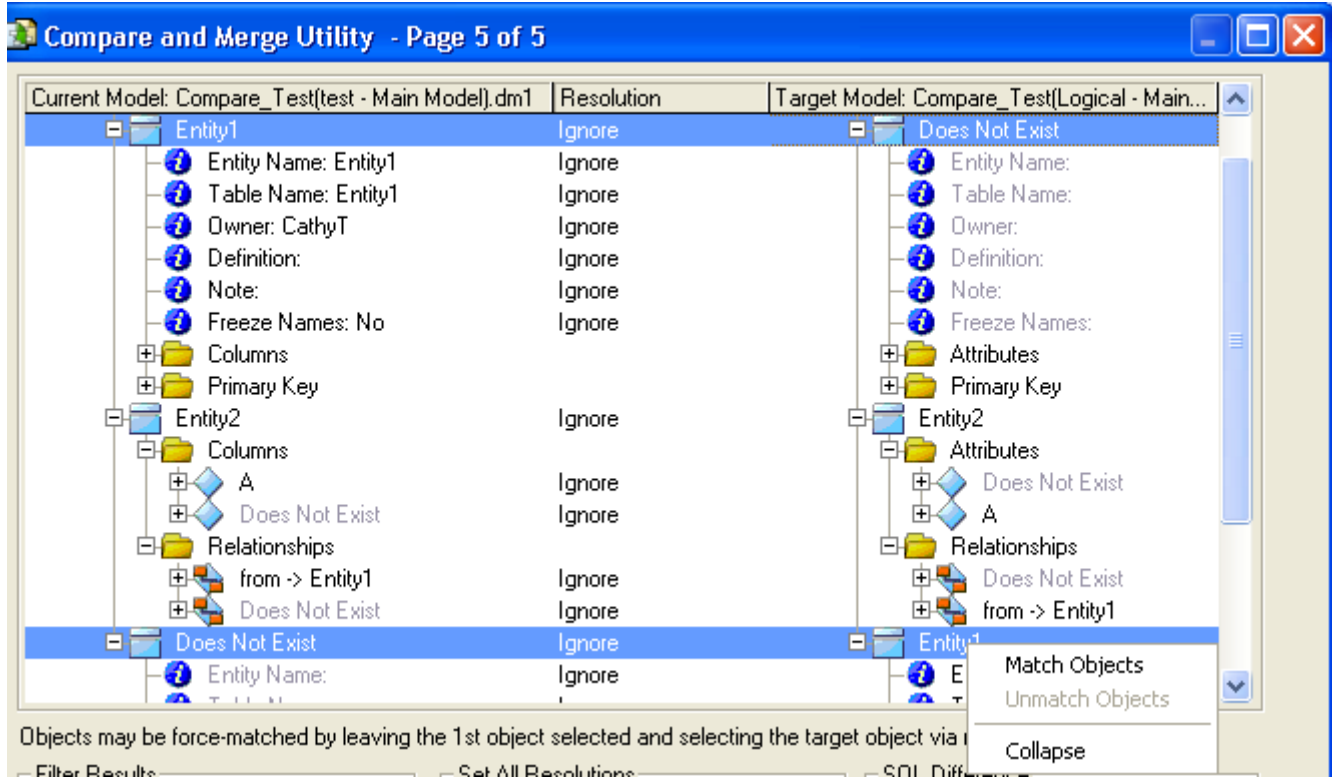 Compare and Merge Utility - Page 5 of 5
Current Model: Compare_Test(test - Main Model).dm1 Resolution Target Model: Compare_Test(Logical - Main...
Entity1 Ignore Does Not Exist
Entity Name: Entity1 Ignore Entity Name:
Table Name: Entity1 Ignore Table Name:
Owner: CathyT Ignore Owner:
Definition: Ignore Definition:
Note: Ignore Note:
Freeze Names: No Ignore Freeze Names:
Columns Attributes
Primary Key Primary Key
Entity2 Ignore Entity2
Columns Attributes
A Ignore Does Not Exist
Does Not Exist Ignore A
Relationships Relationships
from -> Entity1 Ignore Does Not Exist
Does Not Exist Ignore from -> Entity1
Does Not Exist Ignore Entity1
Entity Name: Ignore E
Match Objects
Unmatch Objects
Collapse
Objects may be force-matched by leaving the 1st object selected and selecting the target object via
Filter Results Set All Resolutions SQL Difference